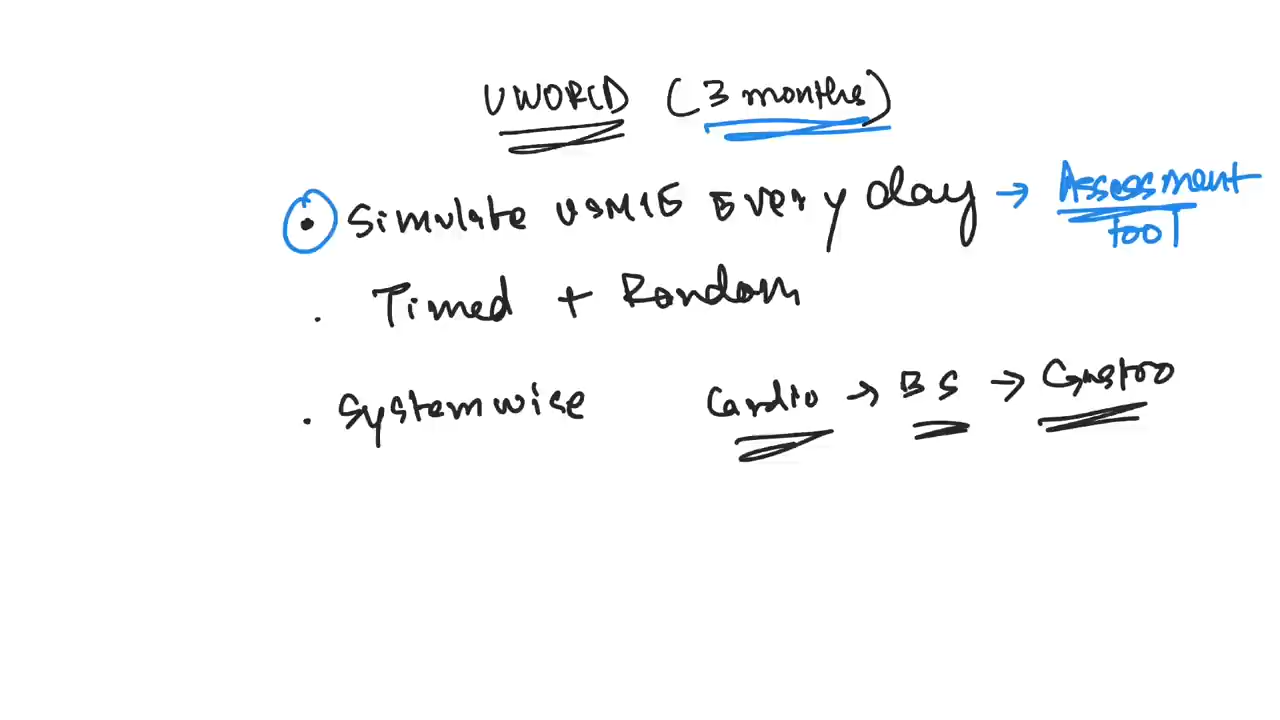 UWORLD (3 months)
• Simulate USMLE Every day → Assessment
tool
. Timed + Random
. Systemwise Cardio → BS → Gastro